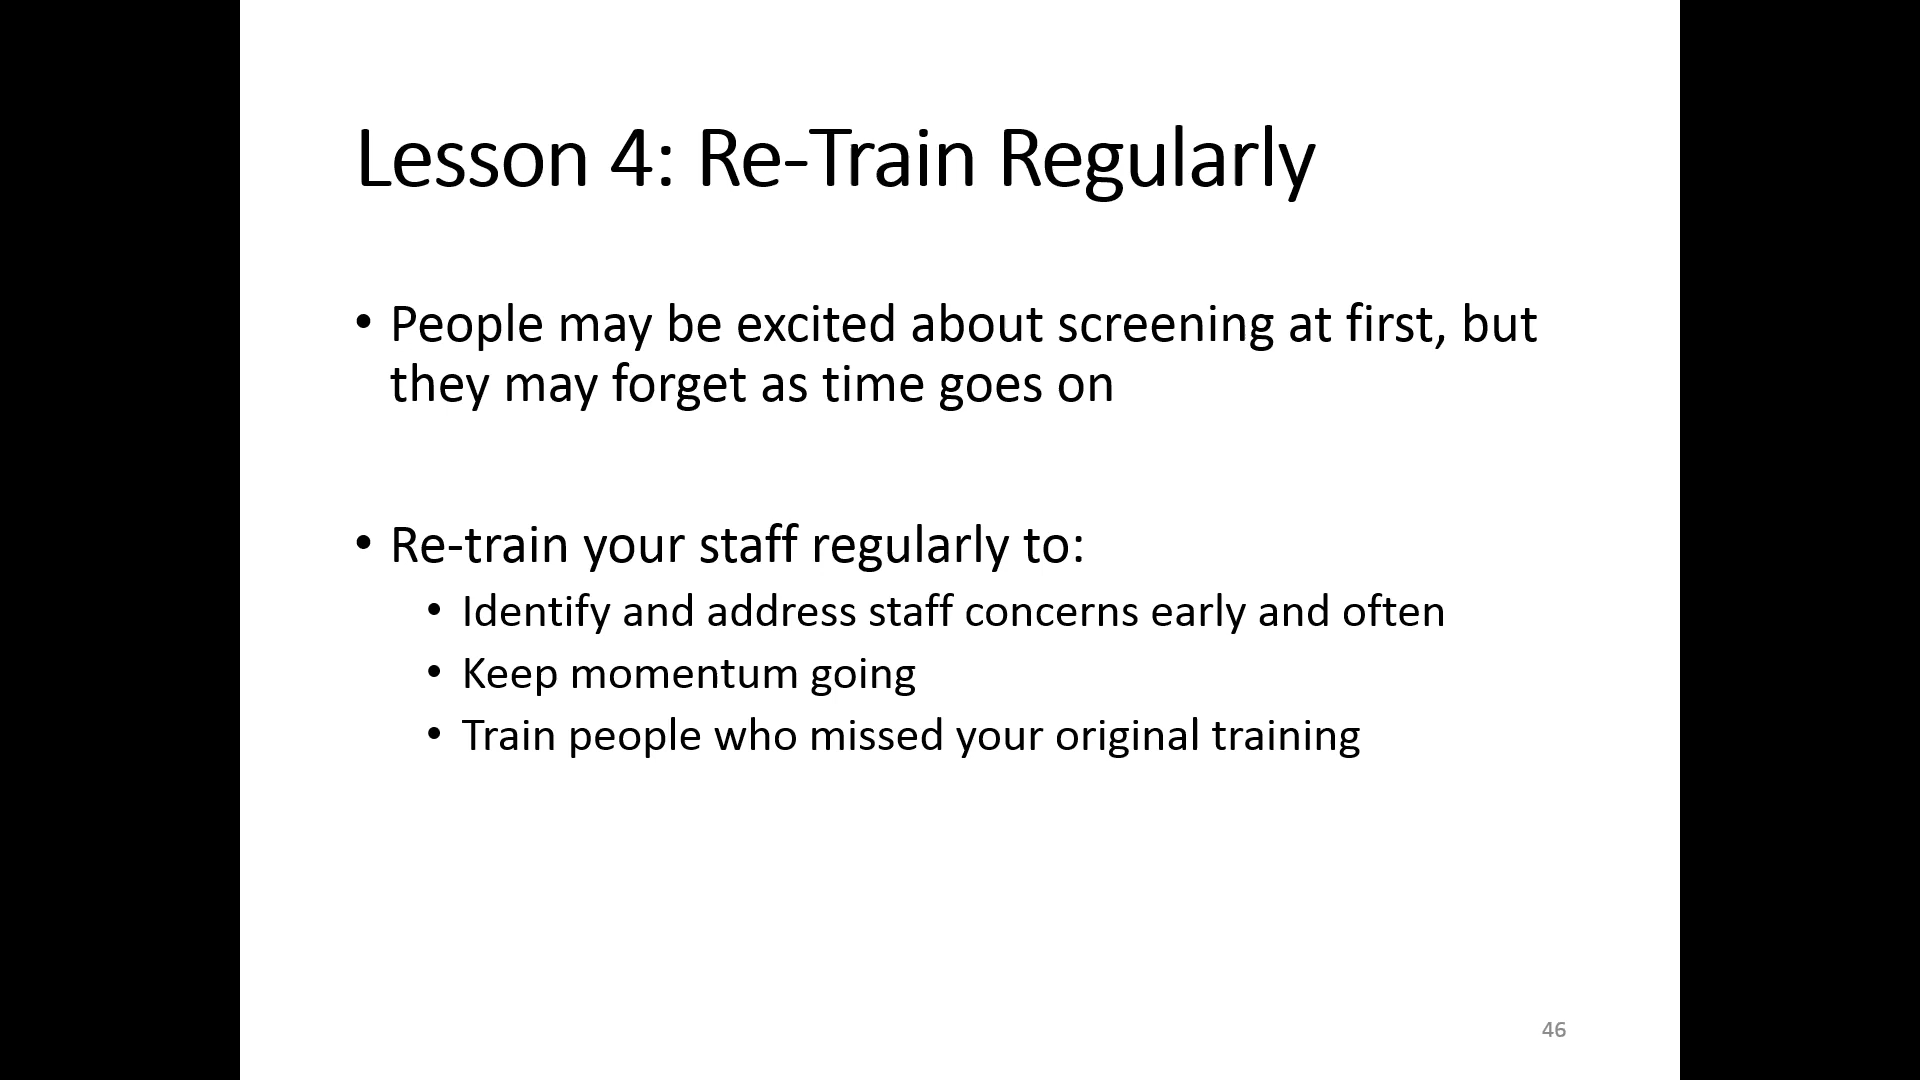 Lesson 4: Re-Train Regularly
• People may be excited about screening at first, but
they may forget as time goes on
• Re-train your staff regularly to:
• Identify and address staff concerns early and often
• Keep momentum going
• Train people who missed your original training
46